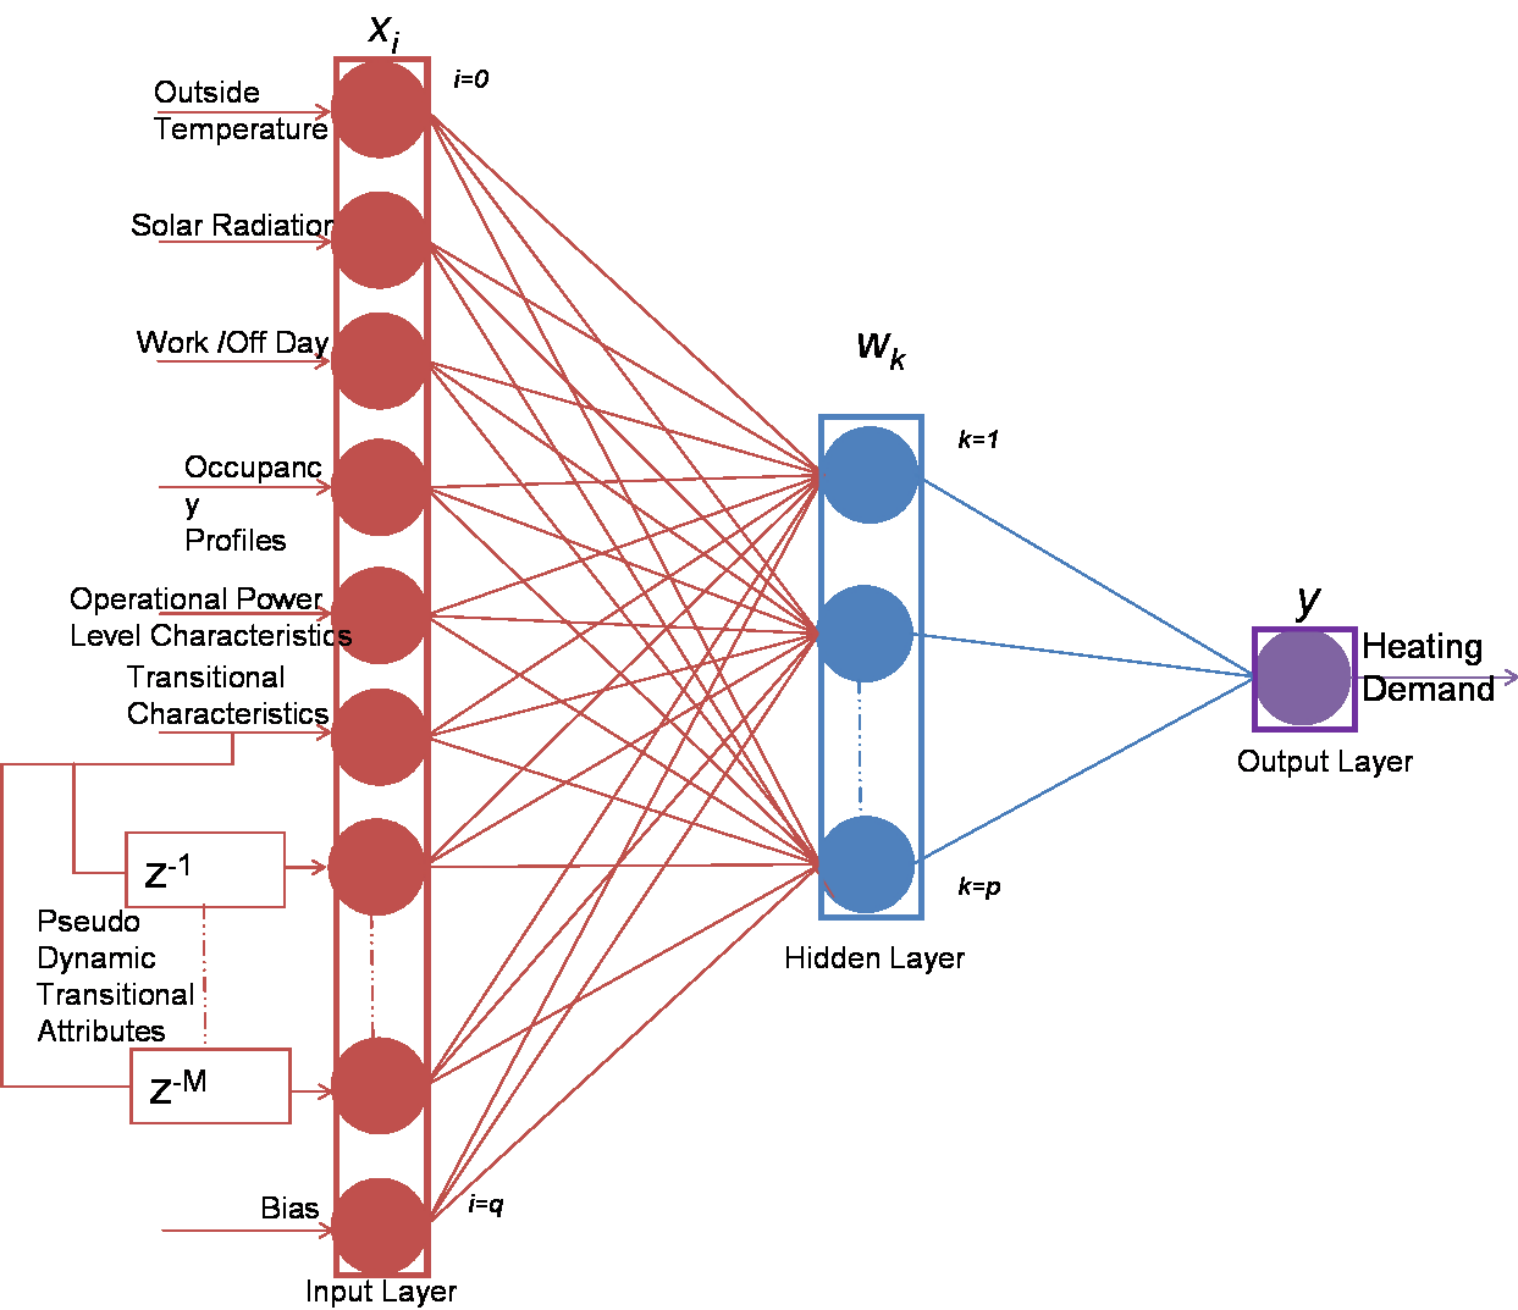 xi
i=0
Outside
Temperature
Solar Radiation
Work /Off Day
Occupanc
y
Profiles
Operational Power
Level Characteristics
Transitional
Characteristics
z-1
Pseudo
Dynamic
Transitional
Attributes
z-M
Bias
i=q
Input Layer
wk
k=1
k=p
Hidden Layer
y
Heating
Demand
Output Layer